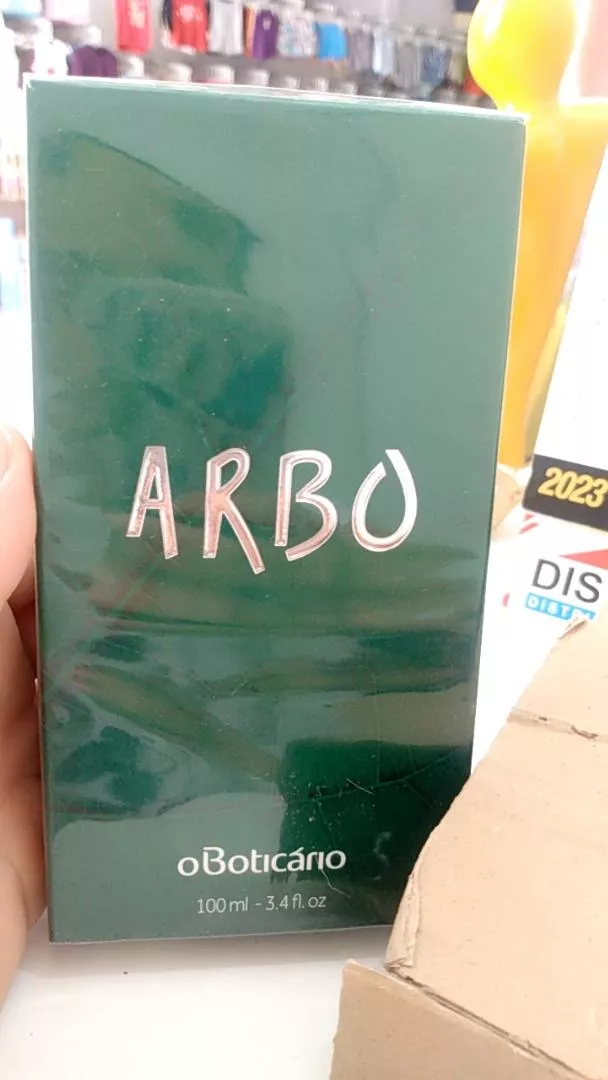 ARBO
oBoticário
100 ml - 3.4 fl. oz
2023
DIS